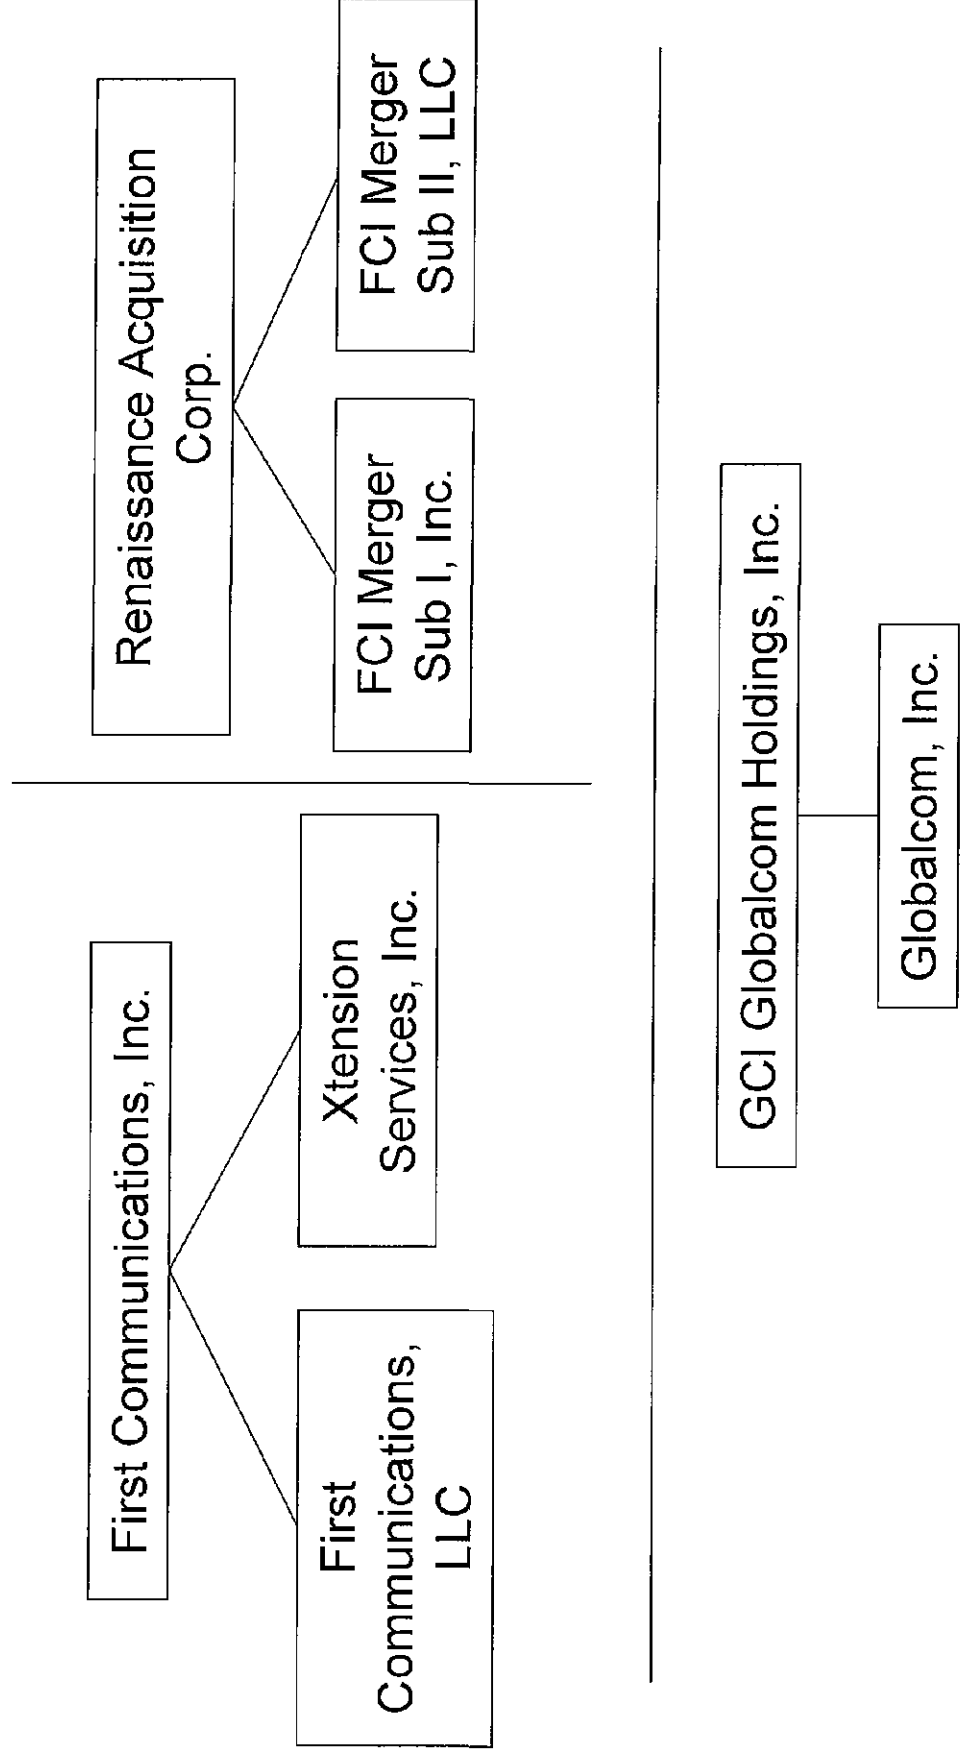 First Communications, Inc.
First
Communications,
LLC
Xtension
Services, Inc.
Renaissance Acquisition
Corp.
FCI Merger
Sub I, Inc.
FCI Merger
Sub II, LLC
GCI Globalcom Holdings, Inc.
Globalcom, Inc.